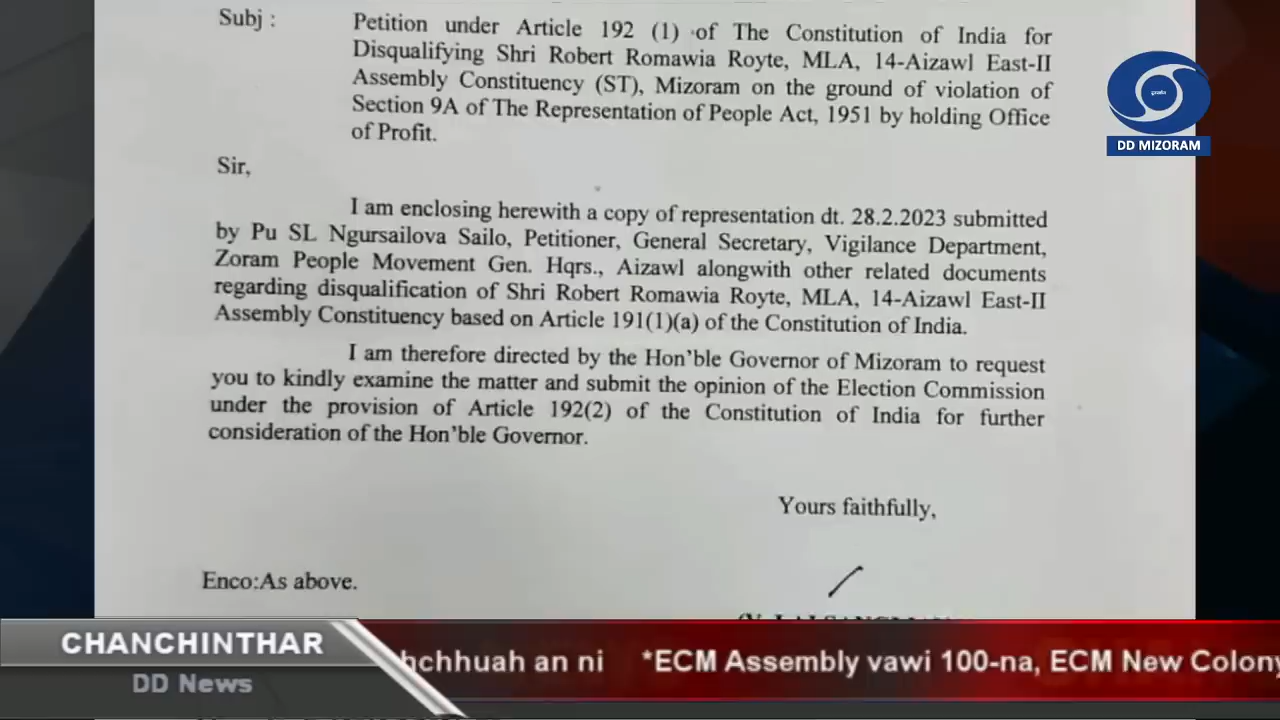 Subj :
Petition under Article 192 (1) of The Constitution of India for
Disqualifying Shri Robert Romawia Royte, MLA, 14-Aizawl East-II
Assembly Constituency (ST), Mizoram on the ground of violation of
Section 9A of The Representation of People Act, 1951 by holding Office
of Profit.
DD MIZORAM
Sir,
I am enclosing herewith a copy of representation dt. 28.2.2023 submitted
by Pu SL Ngursailova Sailo, Petitioner, General Secretary, Vigilance Department,
Zoram People Movement Gen. Hqrs., Aizawl alongwith other related documents
regarding disqualification of Shri Robert Romawia Royte, MLA, 14-Aizawl East-II
Assembly Constituency based on Article 191(1)(a) of the Constitution of India.
I am therefore directed by the Hon'ble Governor of Mizoram to request
you to kindly examine the matter and submit the opinion of the Election Commission
under the provision of Article 192(2) of the Constitution of India for further
consideration of the Hon'ble Governor.
Yours faithfully,
Enco:As above.
CHANCHINTHAR
DD News
hchhuah an ni *ECM Assembly vawi 100-na, ECM New Colony